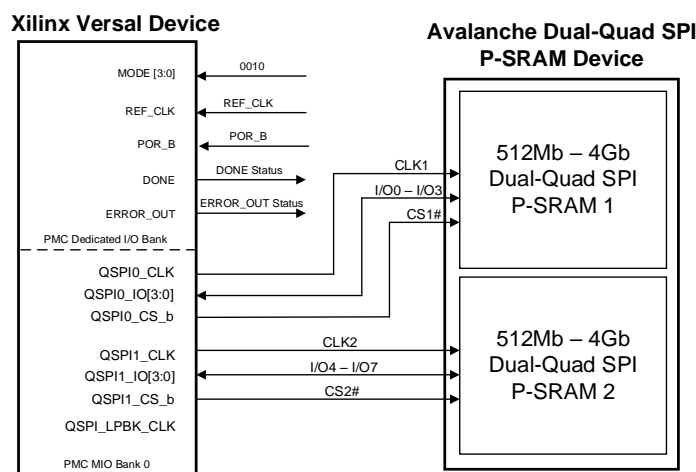 Xilinx Versal Device
Avalanche Dual-Quad SPI
P-SRAM Device
MODE [3:0]
0010
REF_CLK
REF_CLK
POR_B
POR_B
DONE
DONE Status
ERROR_OUT
ERROR_OUT Status
PMC Dedicated I/O Bank
QSPI0_CLK
QSPI0_IO[3:0]
QSPI0_CS_b
QSPI1_CLK
QSPI1_IO[3:0]
QSPI1_CS_b
QSPI_LPBK_CLK
PMC MIO Bank 0
CLK1
I/O0 – I/O3
CS1#
CLK2
I/O4 – I/O7
CS2#
512Mb – 4Gb
Dual-Quad SPI
P-SRAM 1
512Mb – 4Gb
Dual-Quad SPI
P-SRAM 2